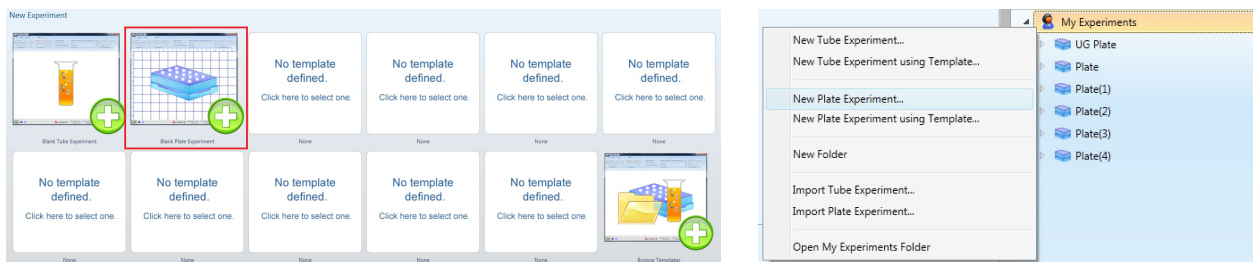 New Experiment
No template
defined.
Click here to select one.
No template
defined.
Click here to select one.
No template
defined.
Click here to select one.
No template
defined.
Click here to select one.
Blank Tube Experiment
Blank Plate Experiment
None
None
None
None
No template
defined.
Click here to select one.
No template
defined.
Click here to select one.
No template
defined.
Click here to select one.
No template
defined.
Click here to select one.
No template
defined.
Click here to select one.
None
None
None
None
None
Browse Templates
New Tube Experiment...
New Tube Experiment using Template...
New Plate Experiment...
New Plate Experiment using Template...
New Folder
Import Tube Experiment...
Import Plate Experiment...
Open My Experiments Folder
My Experiments
UG Plate
Plate
Plate(1)
Plate(2)
Plate(3)
Plate(4)